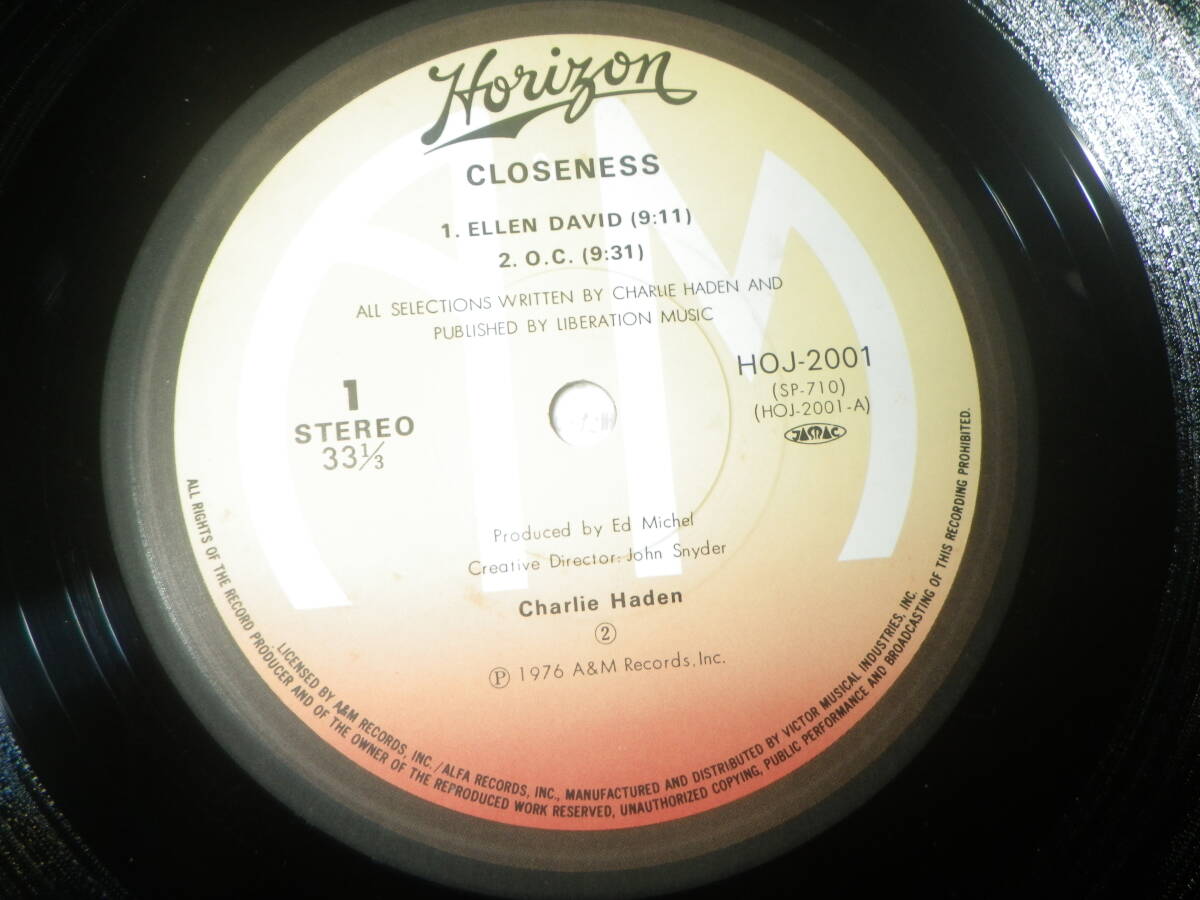 Horizon
CLOSENESS
1. ELLEN DAVID (9:11)
2. O.C. (9:31)
ALL SELECTIONS WRITTEN BY CHARLIE HADEN AND
PUBLISHED BY LIBERATION MUSIC
1
STEREO
33 1/3
HOJ-2001
(SP-710)
(HOJ-2001-A)
JASRAC
Produced by Ed Michel
Creative Director: John Snyder
Charlie Haden
②
Ⓟ 1976 A&M Records, Inc.
ALL RIGHTS OF THE RECORD PRODUCER AND OF THE OWNER OF THE REPRODUCED WORK RESERVED, UNAUTHORIZED COPYING, PUBLIC PERFORMANCE AND BROADCASTING OF THIS RECORDING PROHIBITED.
LICENSED BY A&M RECORDS, INC./ALFA RECORDS, INC., MANUFACTURED AND DISTRIBUTED BY VICTOR MUSICAL INDUSTRIES, INC.